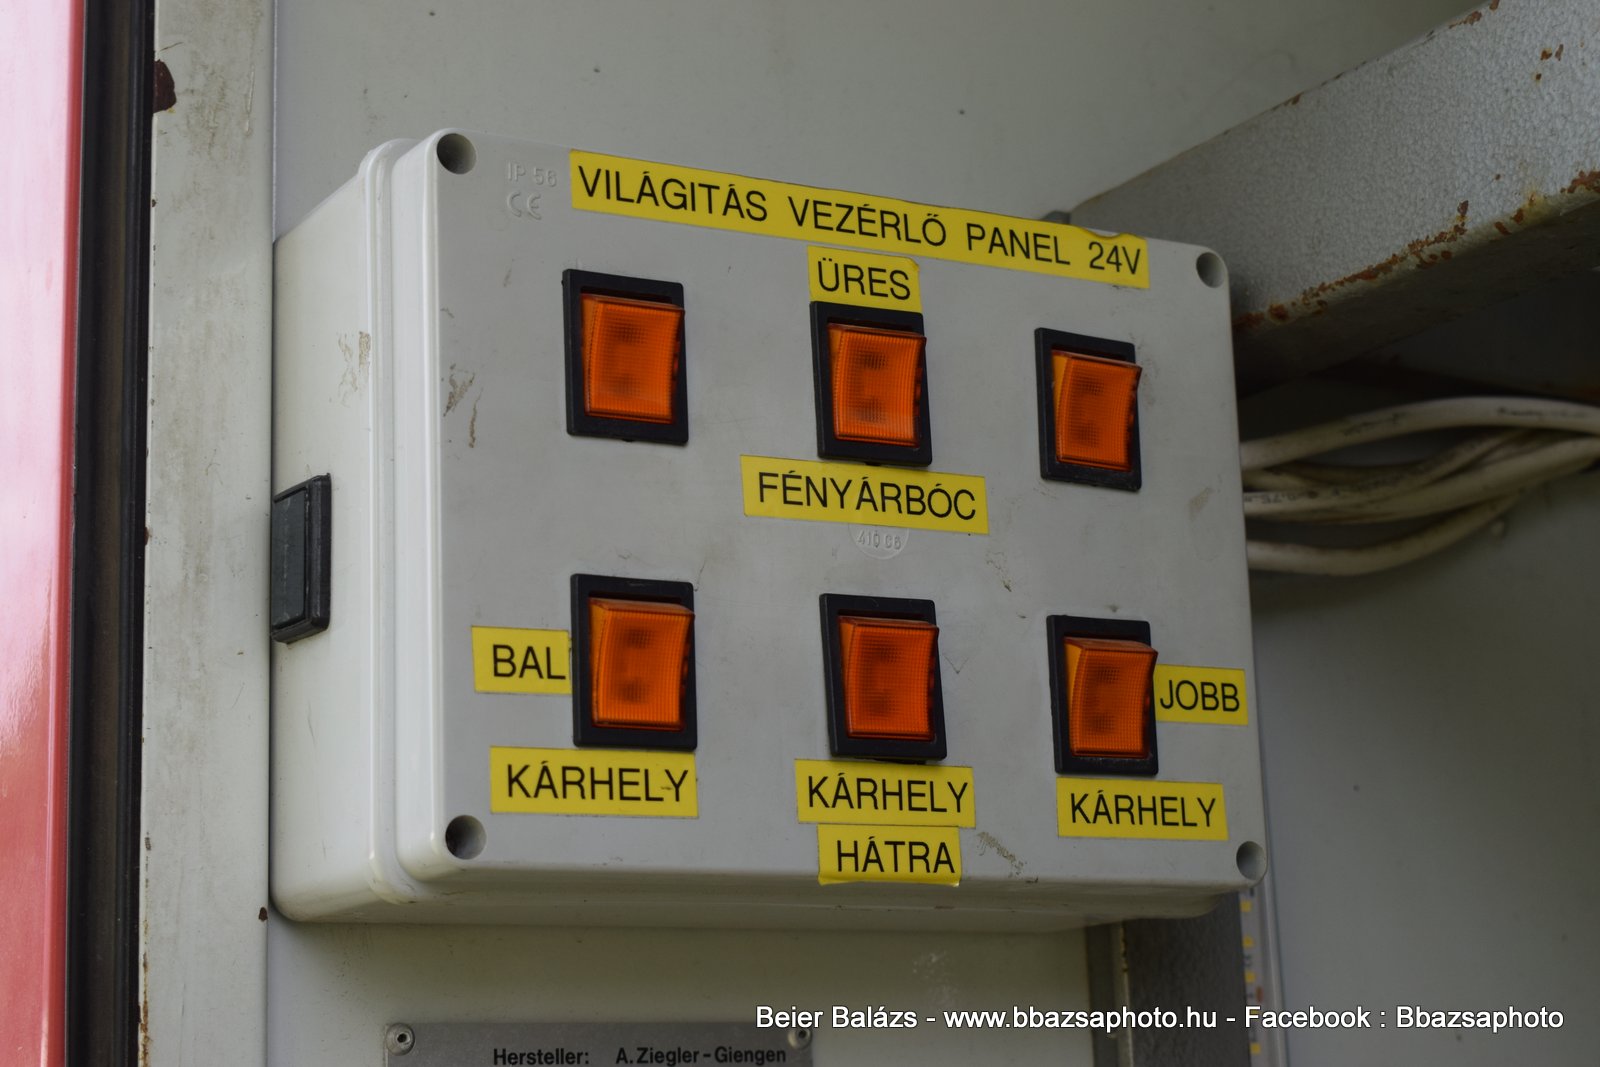 IP 56
CE
VILÁGITÁS VEZÉRLŐ PANEL 24V
ÜRES
FÉNYÁRBÓC
BAL
JOBB
KÁRHELY
KÁRHELY
KÁRHELY
HÁTRA
Beier Balázs - www.bbazsaphoto.hu - Facebook : Bbazsaphoto
Hersteller: A. Ziegler - Giengen